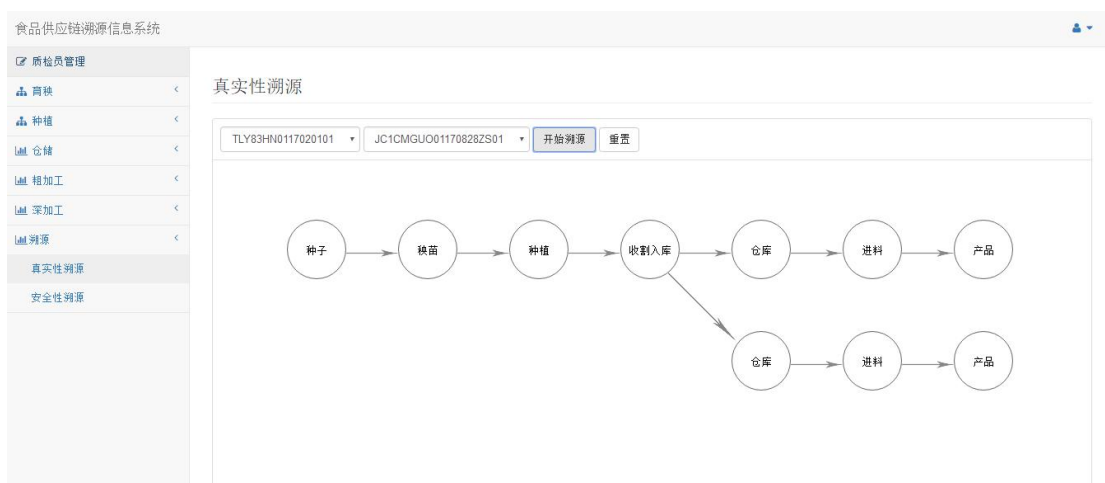 食品供应链溯源信息系统
质检员管理
育秧
种植
仓储
粗加工
深加工
溯源
真实性溯源
安全性溯源
真实性溯源
TLY83HN0117020101 JC1CMGUO01170828ZS01 开始溯源 重置
种子 秧苗 种植 收割入库 仓库 进料 产品
仓库 进料 产品